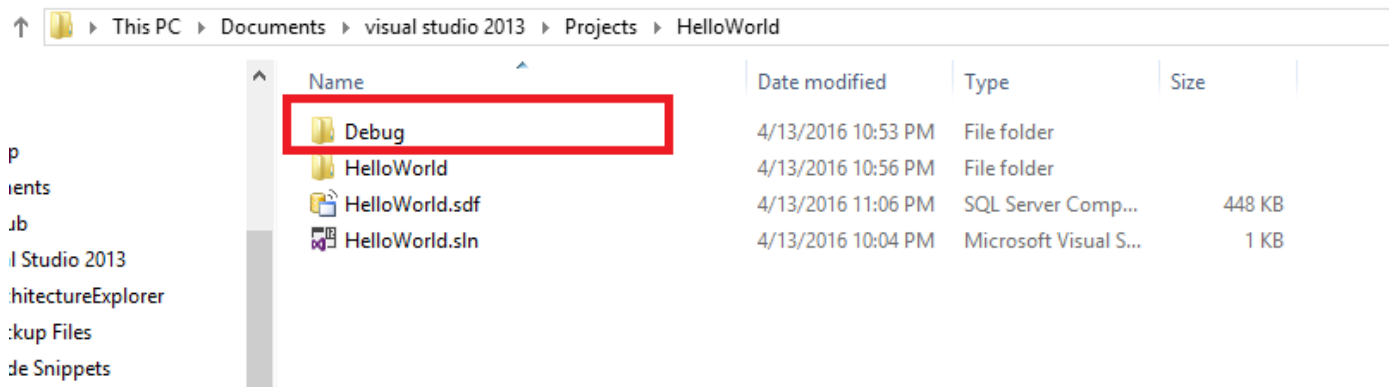 This PC Documents visual studio 2013 Projects HelloWorld
Name Date modified Type Size
Debug 4/13/2016 10:53 PM File folder
HelloWorld 4/13/2016 10:56 PM File folder
HelloWorld.sdf 4/13/2016 11:06 PM SQL Server Comp... 448 KB
HelloWorld.sln 4/13/2016 10:04 PM Microsoft Visual S... 1 KB
p
ents
ub
l Studio 2013
hitectureExplorer
ckup Files
de Snippets